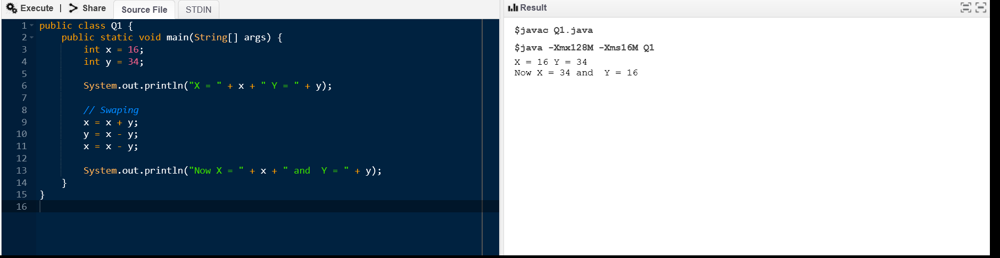 Execute | Share Source File STDIN
1 public class Q1 {
2     public static void main(String[] args) {
3         int x = 16;
4         int y = 34;
5
6         System.out.println("X = " + x + " Y = " + y);
7
8         // Swaping
9         x = x + y;
10         y = x - y;
11         x = x - y;
12
13         System.out.println("Now X = " + x + " and  Y = " + y);
14     }
15 }
16
Result
$javac Q1.java
$java -Xmx128M -Xms16M Q1
X = 16 Y = 34
Now X = 34 and  Y = 16